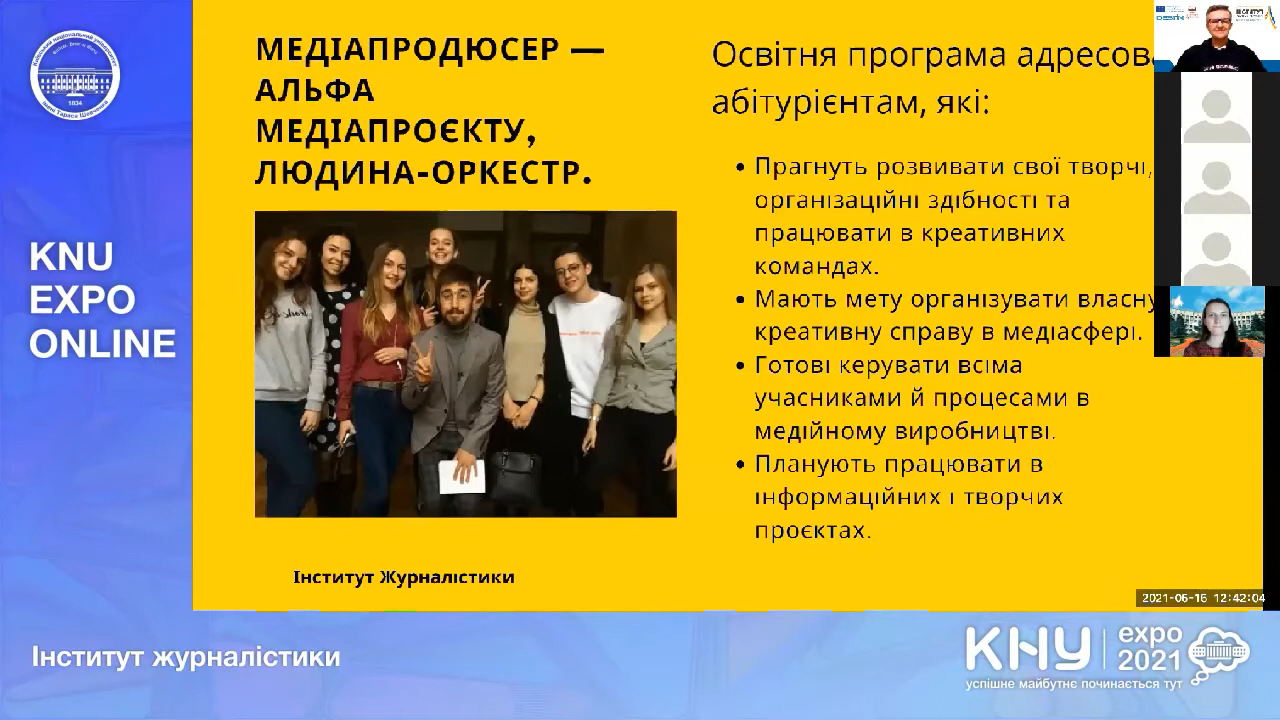 KNU
EXPO
ONLINE
МЕДІАПРОДЮСЕР —
АЛЬФА
МЕДІАПРОЄКТУ,
ЛЮДИНА-ОРКЕСТР.
Інститут Журналістики
Освітня програма адресова
абітурієнтам, які:
• Прагнуть розвивати свої творчі,
організаційні здібності та
працювати в креативних
командах.
• Мають мету організувати власну
креативну справу в медіасфері.
• Готові керувати всіма
учасниками й процесами в
медійному виробництві.
• Планують працювати в
інформаційних і творчих
проєктах.
2021-06-16 12:42:04
Інститут журналістики
КНУ expo
2021
успішне майбутнє починається тут
1834